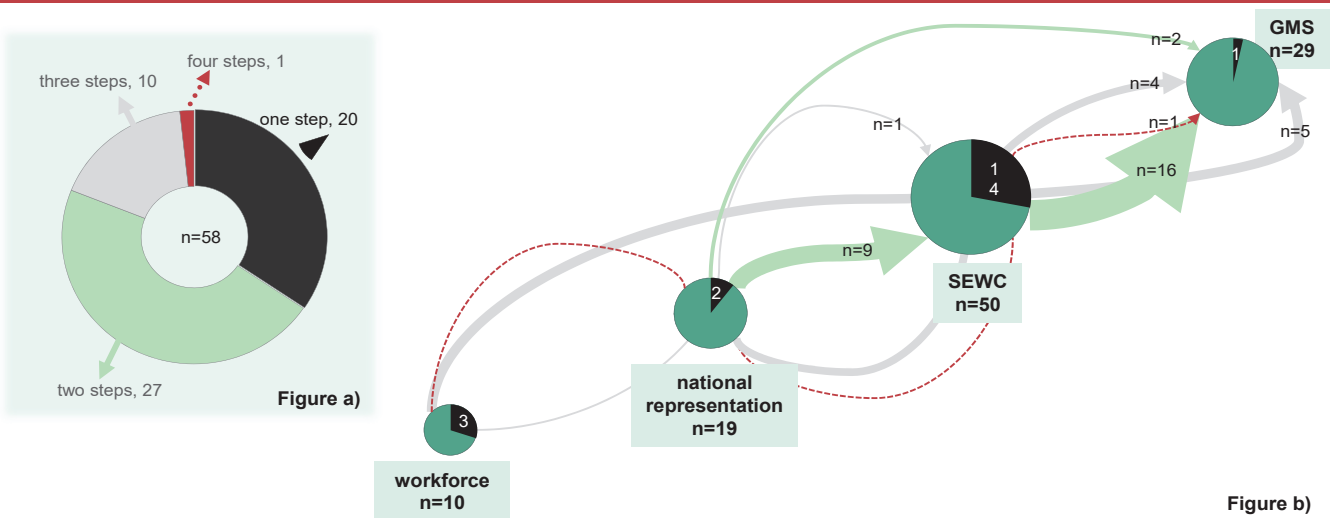 four steps, 1
three steps, 10
one step, 20
n=58
two steps, 27
Figure a)
GMS
n=29
1
n=2
n=4
n=1
n=5
n=1
n=16
1
4
n=9
SEWC
n=50
2
national
representation
n=19
3
workforce
n=10
Figure b)